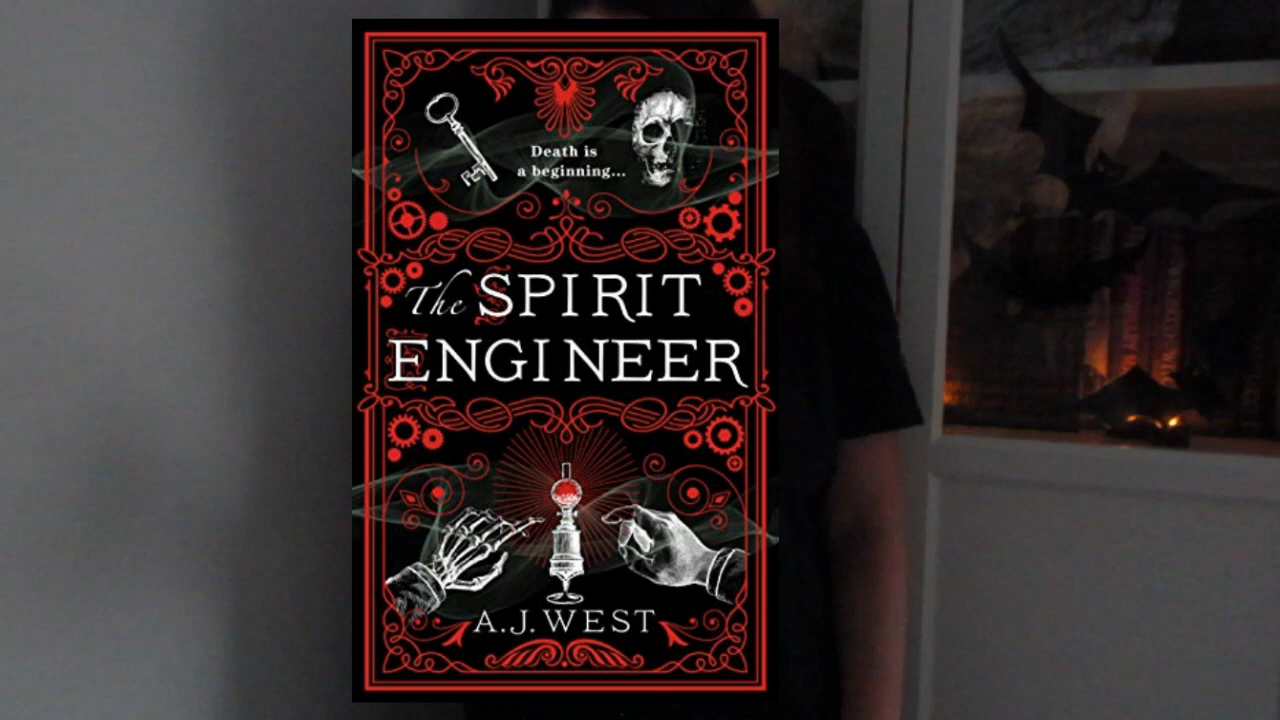 Death is
a beginning...
The SPIRIT
ENGINEER
A.J. WEST